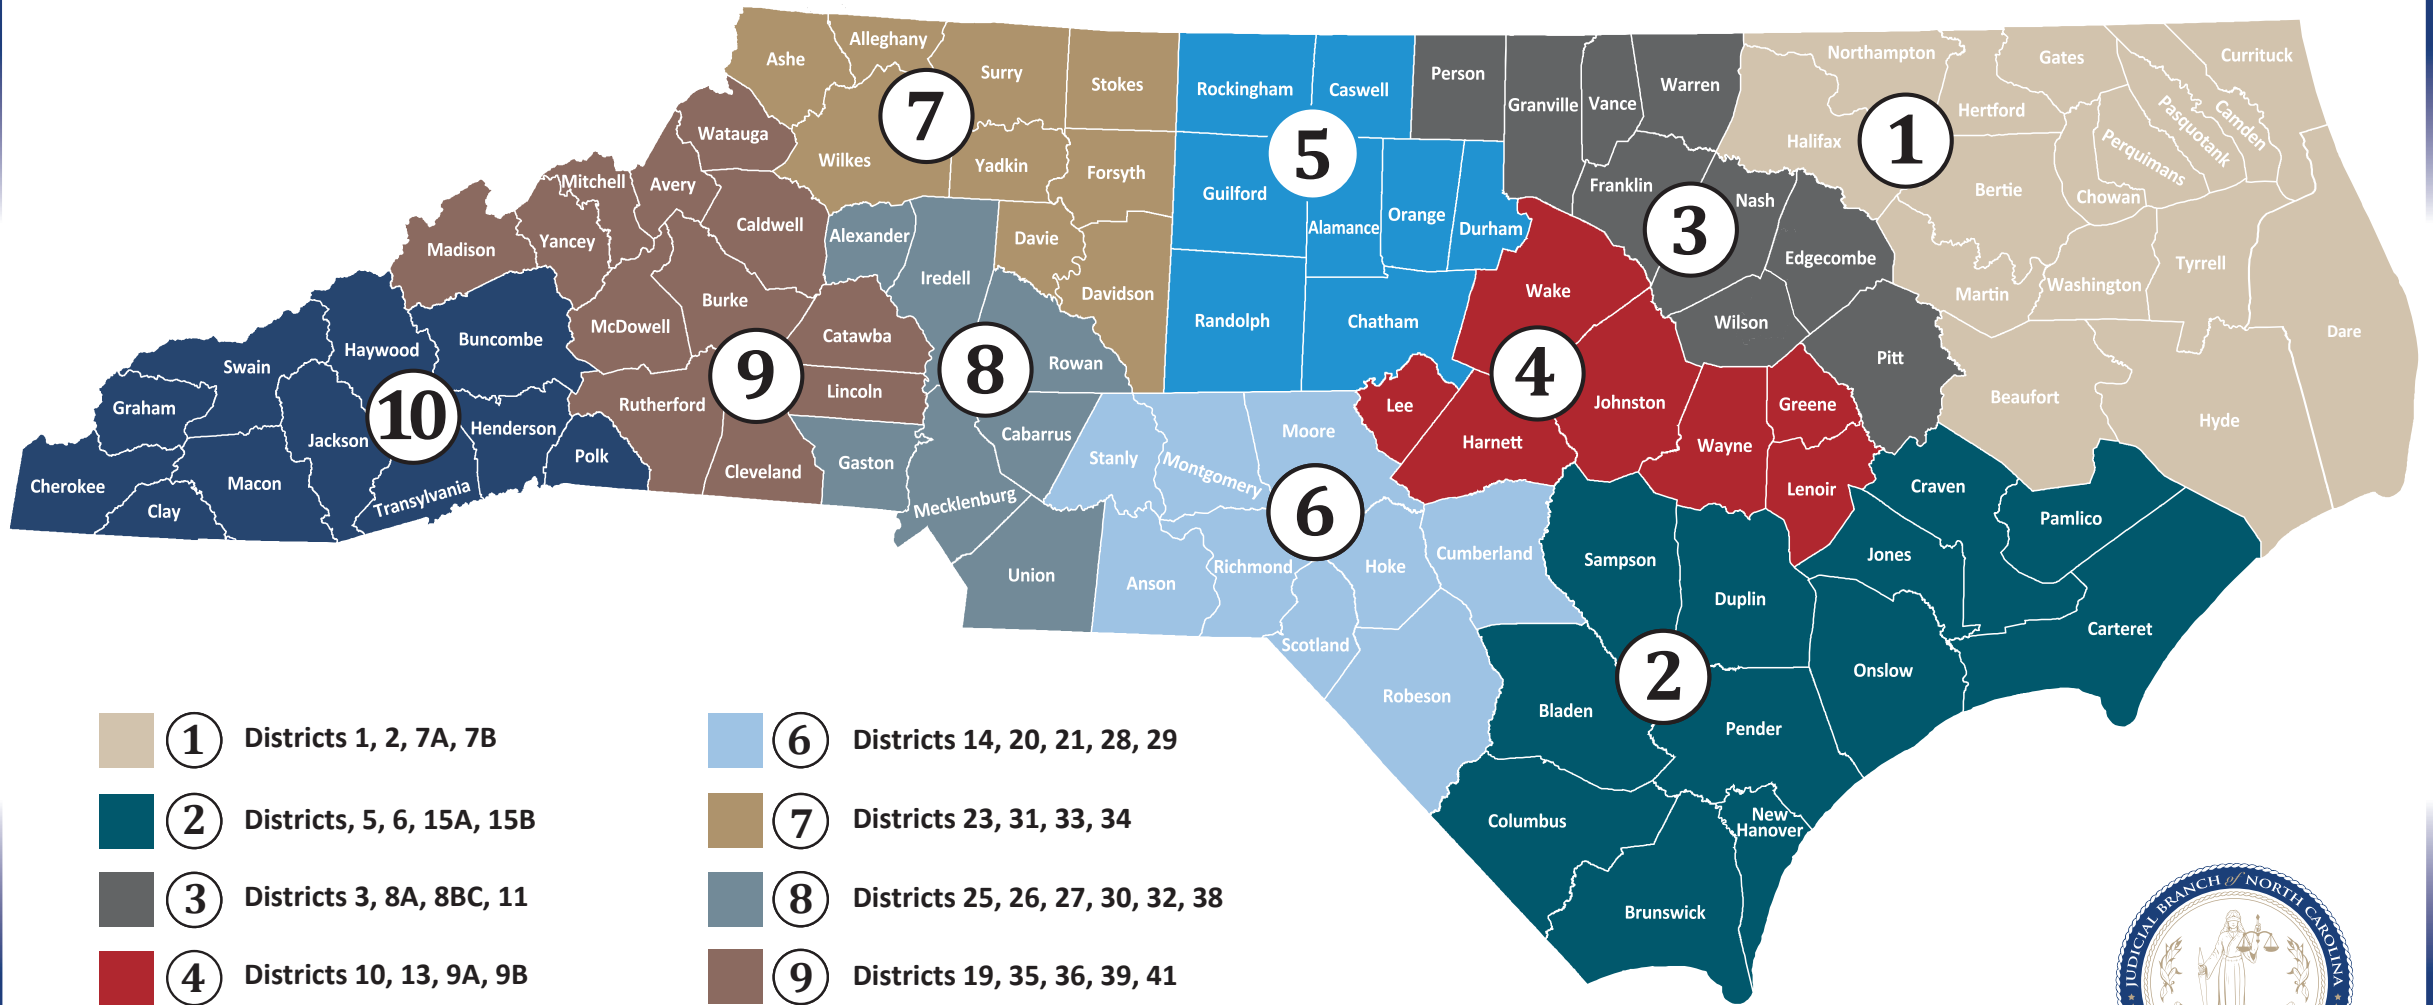 Ashe
Alleghany
Surry
Stokes
Rockingham
Caswell
Person
Granville
Vance
Warren
Northampton
Gates
Currituck
Camden
Pasquotank
Perquimans
Hertford
Halifax
Bertie
Chowan
Watauga
Wilkes
Yadkin
Forsyth
Guilford
Alamance
Orange
Durham
Franklin
Nash
Edgecombe
Martin
Washington
Tyrrell
Dare
Mitchell
Avery
Caldwell
Alexander
Iredell
Davie
Davidson
Madison
Yancey
Burke
McDowell
Catawba
Lincoln
Rowan
Randolph
Chatham
Wake
Wilson
Pitt
Beaufort
Hyde
Buncombe
Haywood
Swain
Graham
Jackson
Henderson
Polk
Rutherford
Cleveland
Gaston
Cabarrus
Mecklenburg
Stanly
Montgomery
Moore
Lee
Harnett
Johnston
Wayne
Greene
Lenoir
Craven
Pamlico
Cherokee
Clay
Macon
Transylvania
Union
Anson
Richmond
Hoke
Cumberland
Scotland
Robeson
Sampson
Duplin
Jones
Onslow
Carteret
Bladen
Pender
Columbus
New
Hanover
Brunswick
7
5
1
3
4
9
8
10
6
2
1 Districts 1, 2, 7A, 7B
2 Districts, 5, 6, 15A, 15B
3 Districts 3, 8A, 8BC, 11
4 Districts 10, 13, 9A, 9B
6 Districts 14, 20, 21, 28, 29
7 Districts 23, 31, 33, 34
8 Districts 25, 26, 27, 30, 32, 38
9 Districts 19, 35, 36, 39, 41
JUDICIAL BRANCH of NORTH CAROLINA